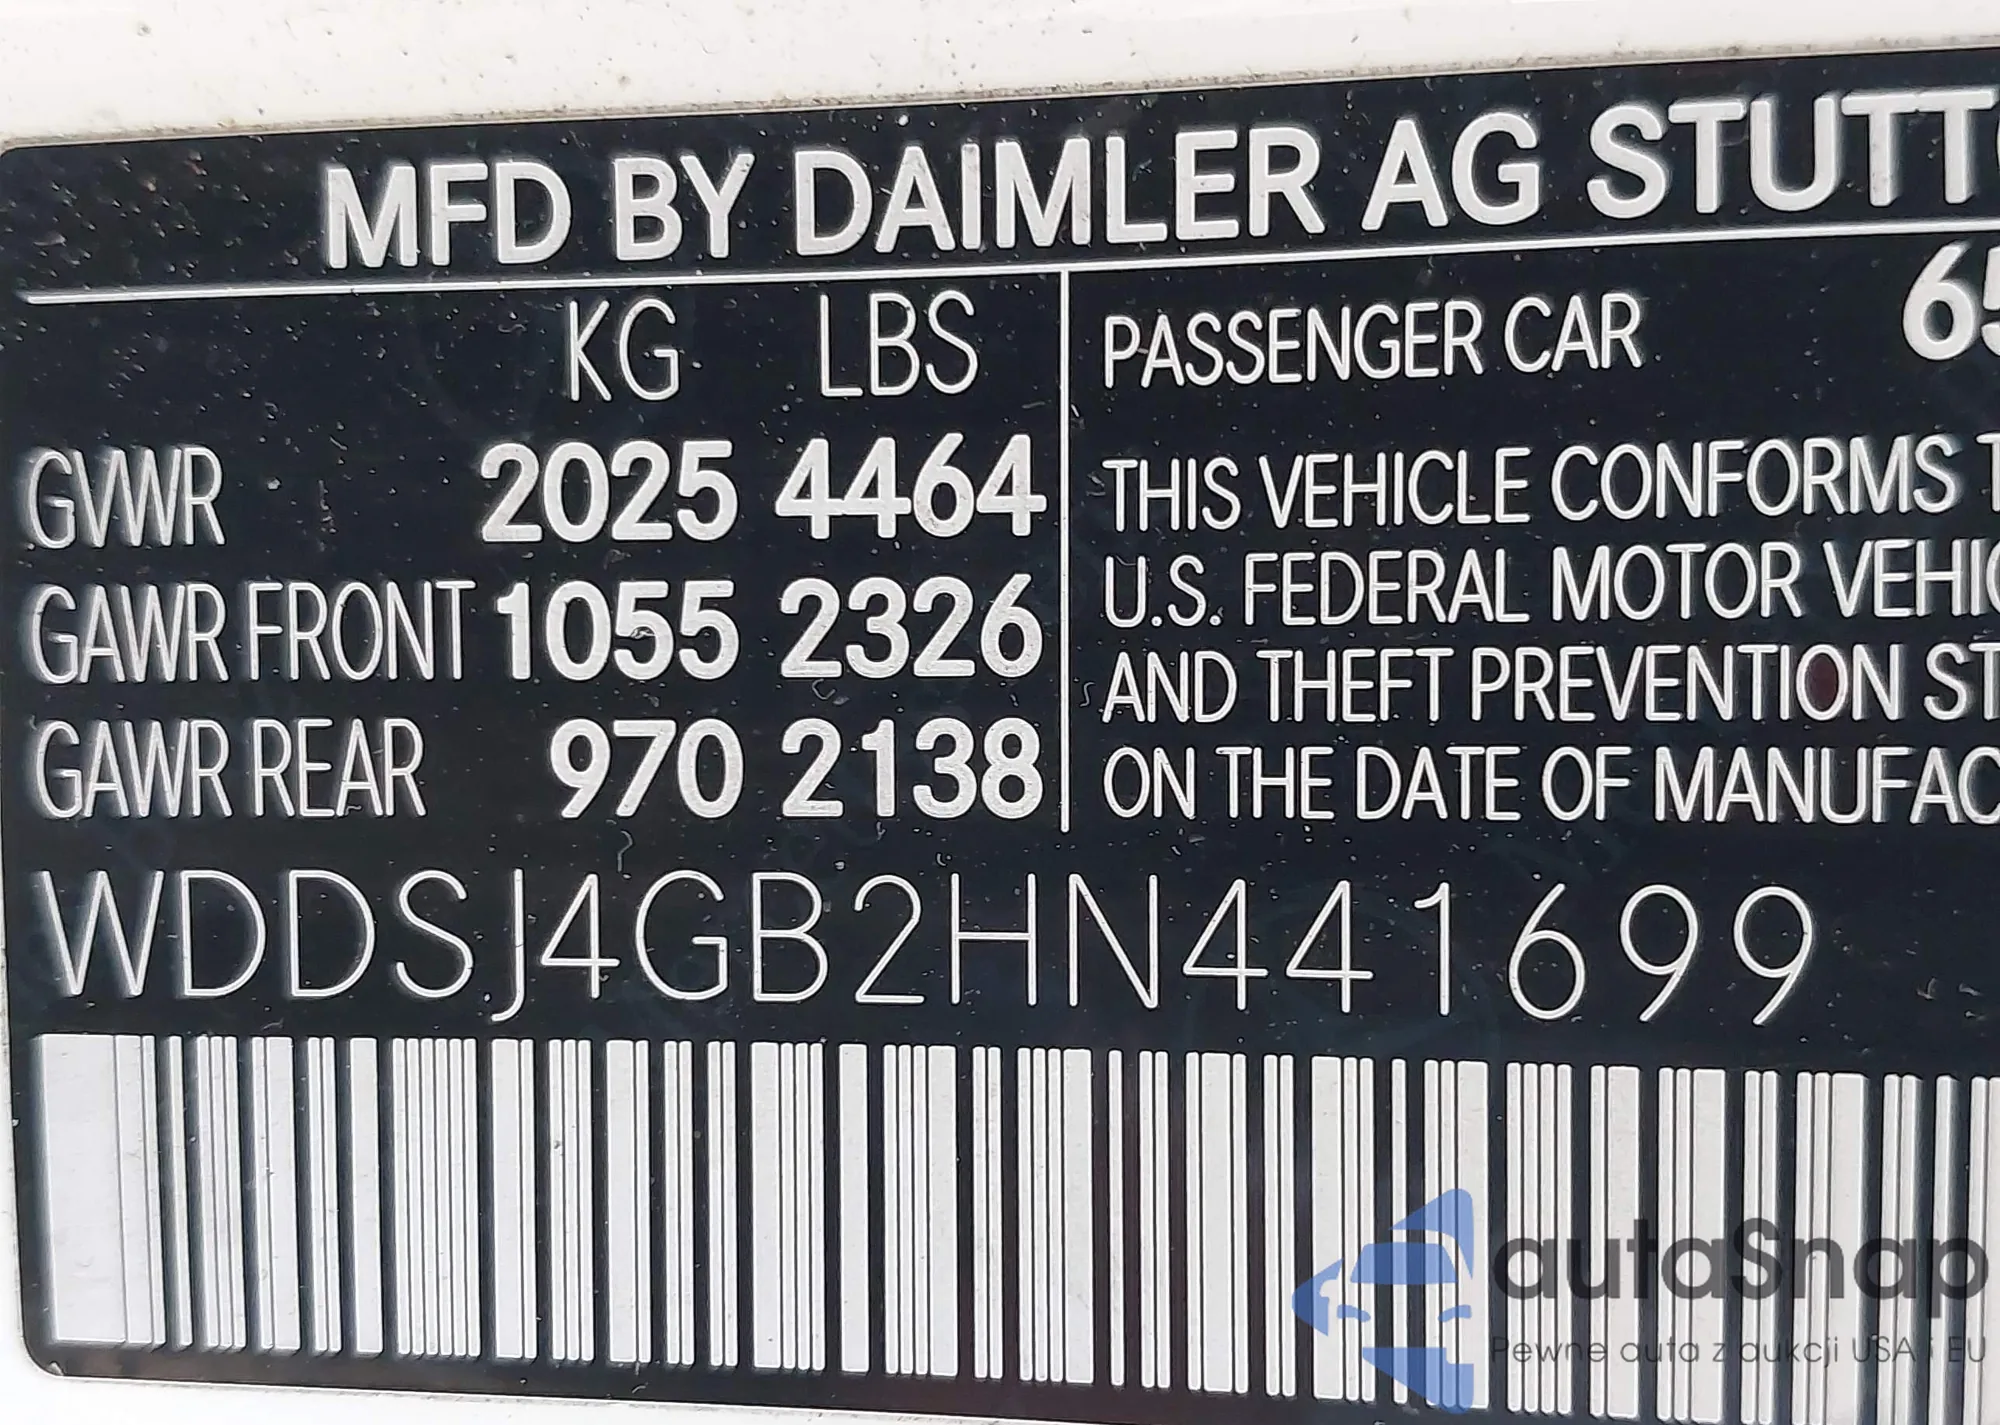 MFD BY DAIMLER AG STUTT
KG LBS
PASSENGER CAR 65
GVWR 2025 4464
GAWR FRONT 1055 2326
GAWR REAR 970 2138
THIS VEHICLE CONFORMS T
U.S. FEDERAL MOTOR VEHIC
AND THEFT PREVENTION ST
ON THE DATE OF MANUFAC
WDDSJ4GB2HN441699
autaSnap
Pewne auta z aukcji USA i EU